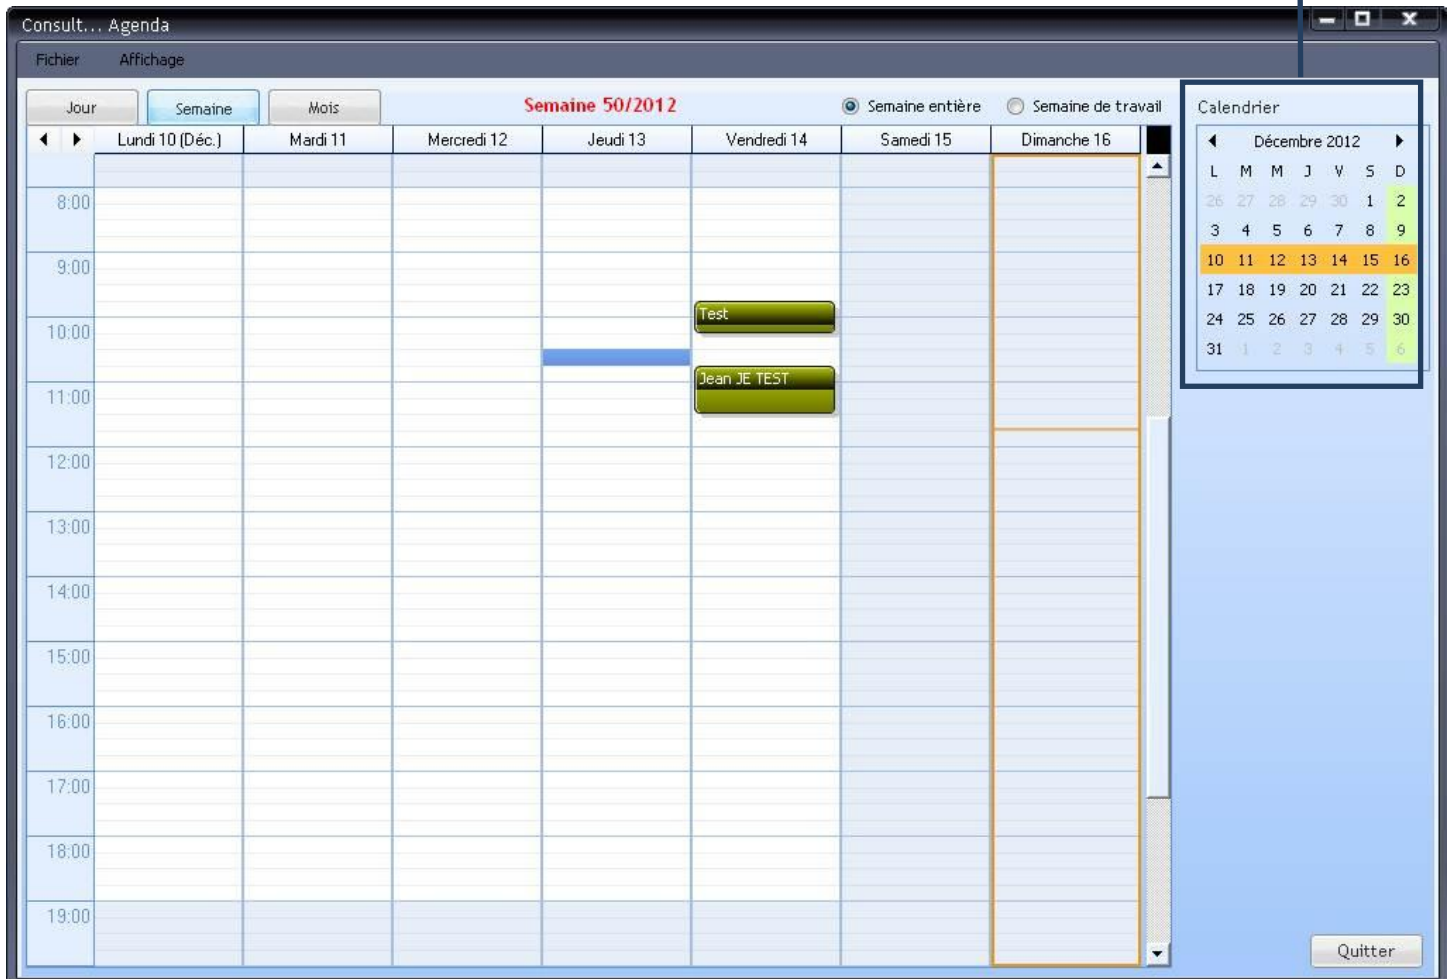 Consult... Agenda
Fichier Affichage
Jour Semaine Mois Semaine 50/2012 Semaine entière Semaine de travail
Lundi 10 (Déc.) Mardi 11 Mercredi 12 Jeudi 13 Vendredi 14 Samedi 15 Dimanche 16
8:00
9:00
10:00
11:00
12:00
13:00
14:00
15:00
16:00
17:00
18:00
19:00
Test
Jean JE TEST
Calendrier
Décembre 2012
L M M J V S D
26 27 28 29 30 1 2
3 4 5 6 7 8 9
10 11 12 13 14 15 16
17 18 19 20 21 22 23
24 25 26 27 28 29 30
31 1 2 3 4 5 6
Quitter